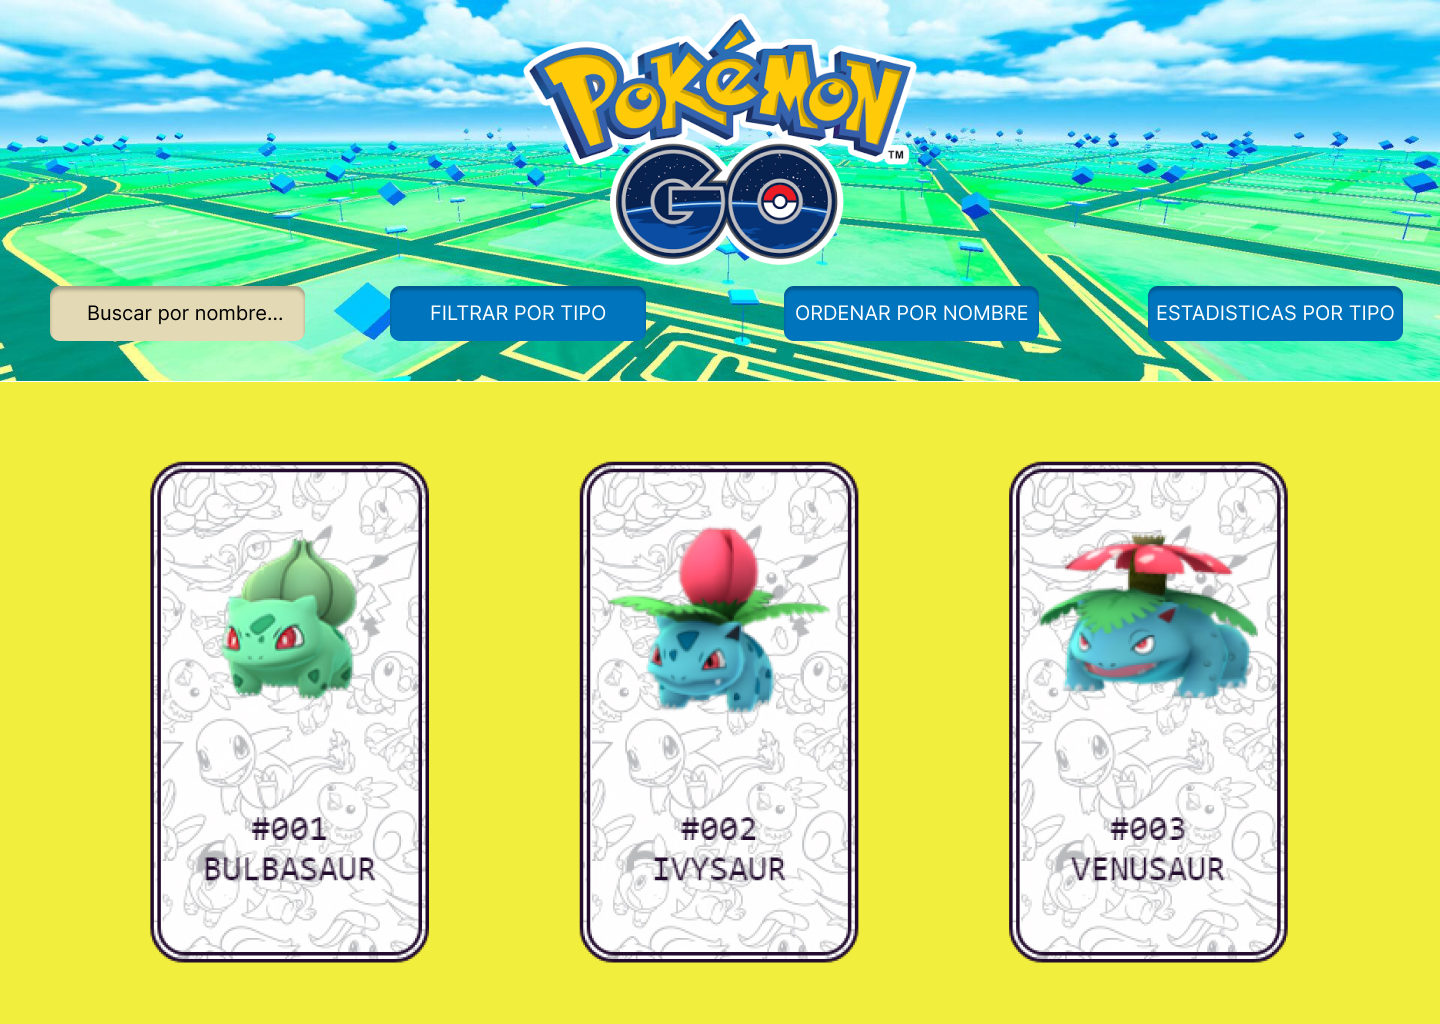 POKéMON
TM
GO
Buscar por nombre...
FILTRAR POR TIPO
ORDENAR POR NOMBRE
ESTADISTICAS POR TIPO
#001
BULBASAUR
#002
IVYSAUR
#003
VENUSAUR